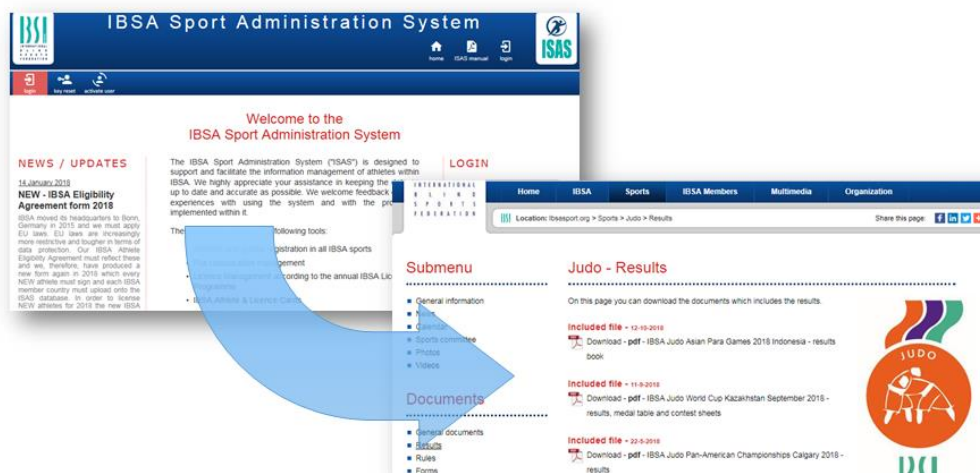 IBSA Sport Administration System
IBSA
INTERNATIONAL
BLIND
SPORTS
FEDERATION
home
ISAS manual
login
ISAS
login
key reset
activate user
Welcome to the
IBSA Sport Administration System
NEWS / UPDATES
14 January 2018
NEW - IBSA Eligibility
Agreement form 2018
IBSA moved its headquarters to Bonn,
Germany in 2015 and we must apply
EU laws. EU laws are increasingly
more restrictive and tougher in terms of
data protection. Our IBSA Athlete
Eligibility Agreement must reflect these
and we, therefore, have produced a
new form again in 2018 which every
NEW athlete must sign and each IBSA
member country must upload onto the
ISAS database. In order to license
NEW athletes for 2018 the new IBSA
The IBSA Sport Administration System ("ISAS") is designed to
support and facilitate the information management of athletes within
IBSA. We highly appreciate your assistance in keeping the
up to date and accurate as possible. We welcome feedback
experiences with using the system and with the
implemented within it.
The following tools:
registration in all IBSA sports
management
according to the annual IBSA
Programme
IBSA Athlete & Licence Cards
LOGIN
INTERNATIONAL
BLIND
SPORTS
FEDERATION
Home
IBSA
Sports
IBSA Members
Multimedia
Organization
Location: ibsasport.org > Sports > Judo > Results
Share this page:
Submenu
General information
News
Calendar
Sports committee
Photos
Videos
Documents
General documents
Results
Rules
Forms
Judo - Results
On this page you can download the documents which includes the results.
Included file - 12-10-2018
Download - pdf - IBSA Judo Asian Para Games 2018 Indonesia - results
book
Included file - 11-9-2018
Download - pdf - IBSA Judo World Cup Kazakhstan September 2018 -
results, medal table and contest sheets
Included file - 22-5-2018
Download - pdf - IBSA Judo Pan-American Championships Calgary 2018 -
results
JUDO